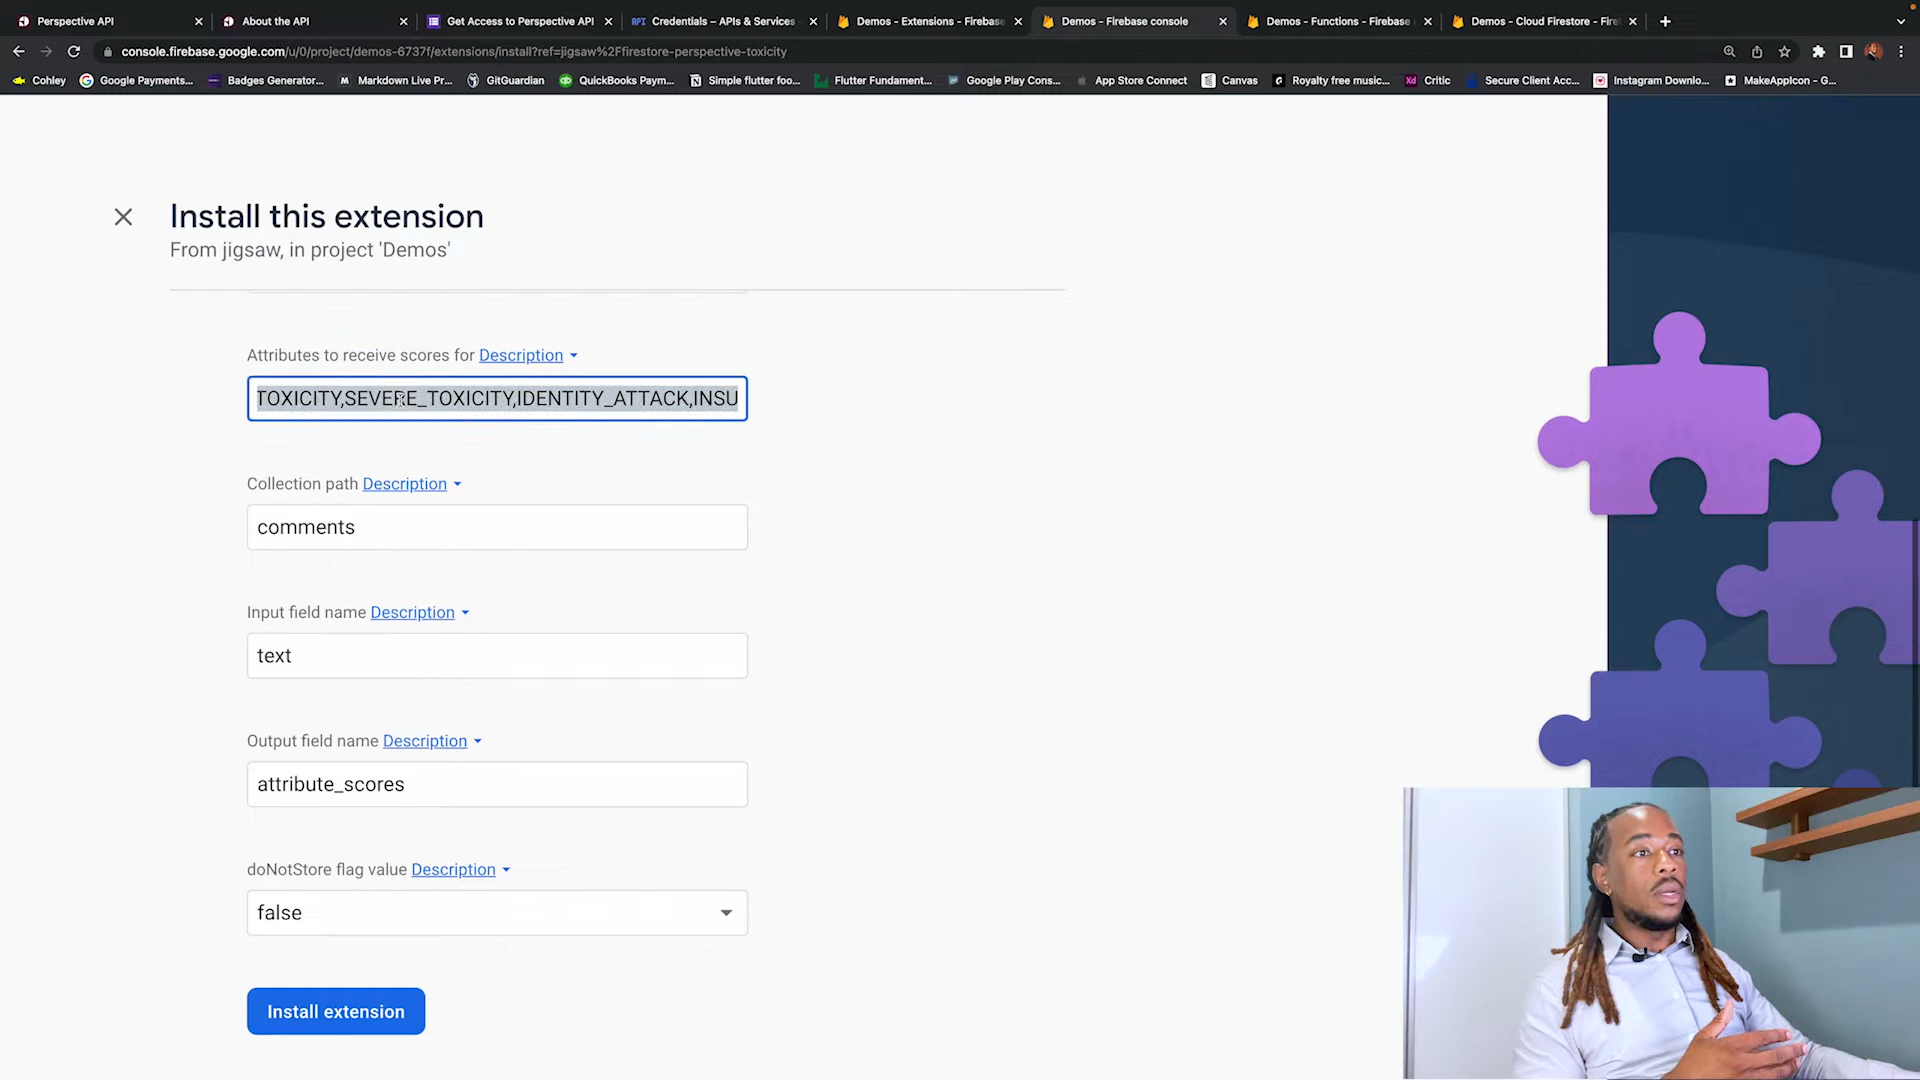 Perspective API
About the API
Get Access to Perspective API
API Credentials – APIs & Services
Demos - Extensions - Firebase
Demos - Firebase console
Demos - Functions - Firebase
Demos - Cloud Firestore - Fire
console.firebase.google.com/u/0/project/demos-6737f/extensions/install?ref=jigsaw%2Ffirestore-perspective-toxicity
Cohley
Google Payments...
Badges Generator...
Markdown Live Pr...
GitGuardian
QuickBooks Paym...
Simple flutter foo...
Flutter Fundament...
Google Play Cons...
App Store Connect
Canvas
Royalty free music...
Xd Critic
Secure Client Acc...
Instagram Downlo...
MakeAppIcon - G...
Install this extension
From jigsaw, in project 'Demos'
Attributes to receive scores for Description
TOXICITY,SEVERE_TOXICITY,IDENTITY_ATTACK,INSU
Collection path Description
comments
Input field name Description
text
Output field name Description
attribute_scores
doNotStore flag value Description
false
Install extension